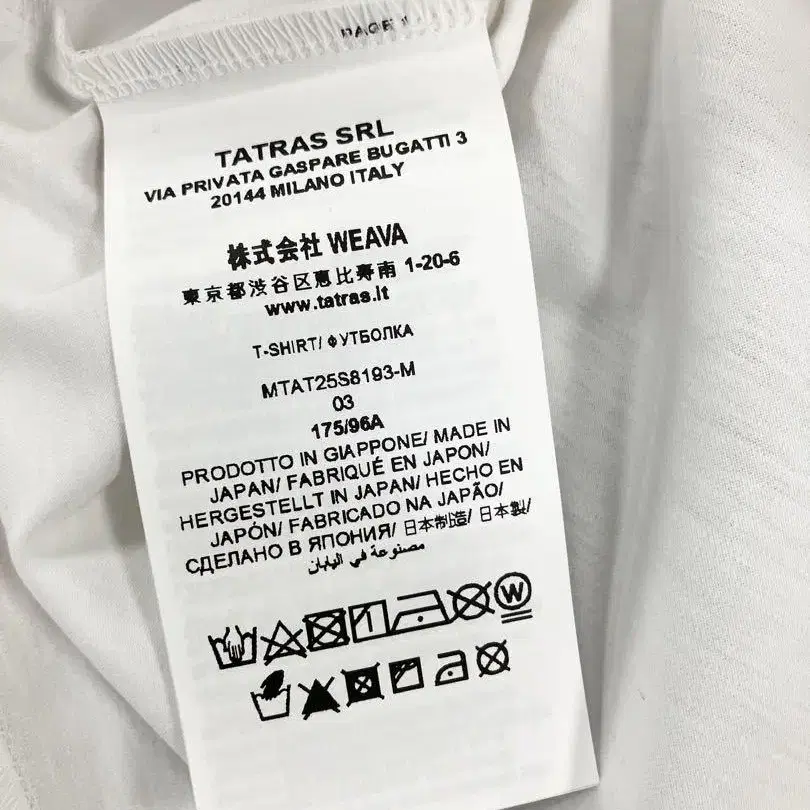 PAGE 1
TATRAS SRL
VIA PRIVATA GASPARE BUGATTI 3
20144 MILANO ITALY
株式会社 WEAVA
東京都渋谷区恵比寿南 1-20-6
www.tatras.it
T-SHIRT/ ФУТБОЛКА
MTAT25S8193-M
03
175/96A
PRODOTTO IN GIAPPONE/ MADE IN
JAPAN/ FABRIQUÉ EN JAPON/
HERGESTELLT IN JAPAN/ HECHO EN
JAPÓN/ FABRICADO NA JAPÃO/
СДЕЛАНО В ЯПОНИЯ/ 日本制造/ 日本製/
مصنوعة في اليابان
W